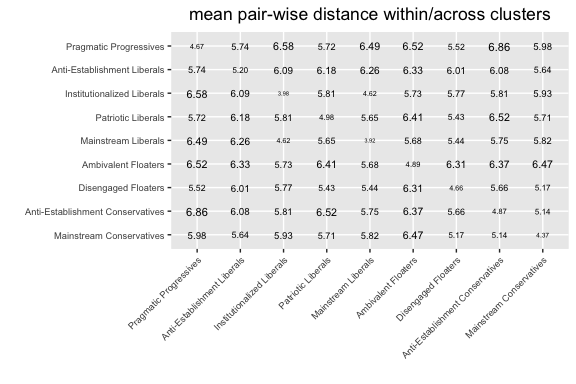 mean pair-wise distance within/across clusters
Pragmatic Progressives 4.67 5.74 6.58 5.72 6.49 6.52 5.52 6.86 5.98
Anti-Establishment Liberals 5.74 5.20 6.09 6.18 6.26 6.33 6.01 6.08 5.64
Institutionalized Liberals 6.58 6.09 3.98 5.81 4.62 5.73 5.77 5.81 5.93
Patriotic Liberals 5.72 6.18 5.81 4.98 5.65 6.41 5.43 6.52 5.71
Mainstream Liberals 6.49 6.26 4.62 5.65 3.92 5.68 5.44 5.75 5.82
Ambivalent Floaters 6.52 6.33 5.73 6.41 5.68 4.89 6.31 6.37 6.47
Disengaged Floaters 5.52 6.01 5.77 5.43 5.44 6.31 4.66 5.66 5.17
Anti-Establishment Conservatives 6.86 6.08 5.81 6.52 5.75 6.37 5.66 4.87 5.14
Mainstream Conservatives 5.98 5.64 5.93 5.71 5.82 6.47 5.17 5.14 4.37
Pragmatic Progressives
Anti-Establishment Liberals
Institutionalized Liberals
Patriotic Liberals
Mainstream Liberals
Ambivalent Floaters
Disengaged Floaters
Anti-Establishment Conservatives
Mainstream Conservatives